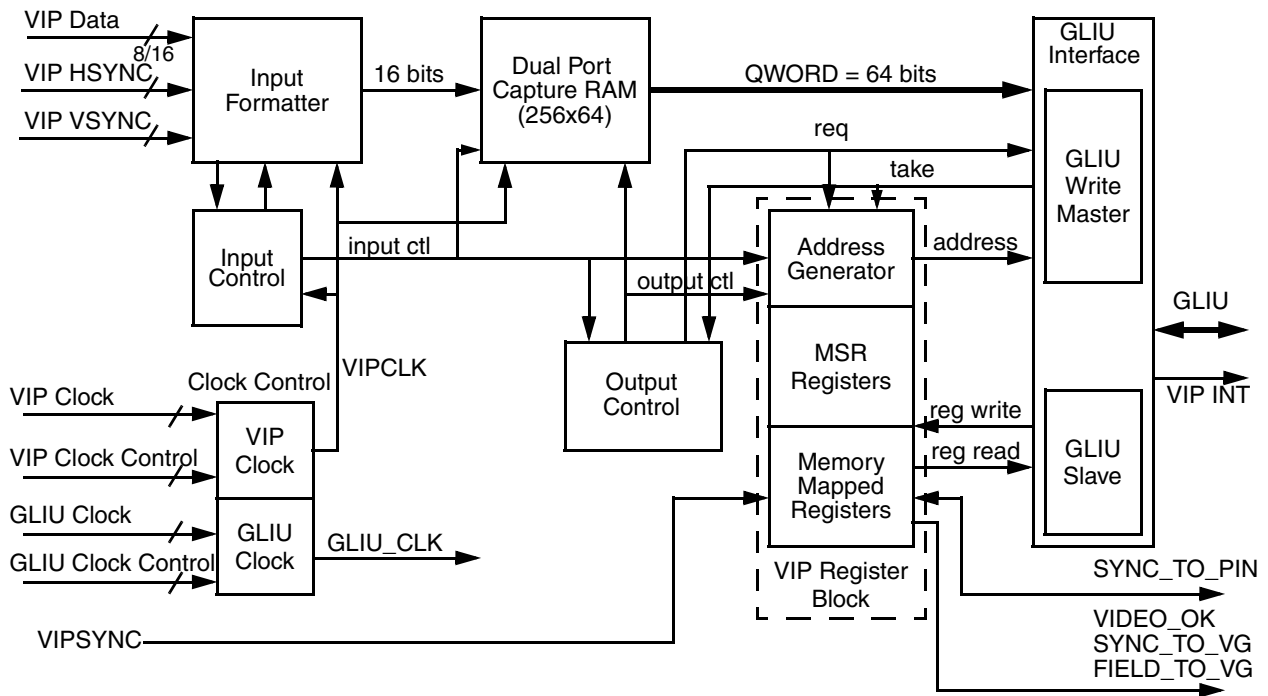 VIP Data
8/16
VIP HSYNC
VIP VSYNC
Input
Formatter
16 bits
Dual Port
Capture RAM
(256x64)
QWORD = 64 bits
GLIU
Interface
req
take
GLIU
Write
Master
Input
Control
input ctl
output ctl
Address
Generator
address
MSR
Registers
Output
Control
VIPCLK
Clock Control
VIP Clock
VIP
Clock
VIP Clock Control
GLIU Clock
GLIU
Clock
GLIU_CLK
GLIU Clock Control
Memory
Mapped
Registers
reg write
reg read
GLIU
Slave
GLIU
VIP INT
VIP Register
Block
VIPSYNC
SYNC_TO_PIN
VIDEO_OK
SYNC_TO_VG
FIELD_TO_VG